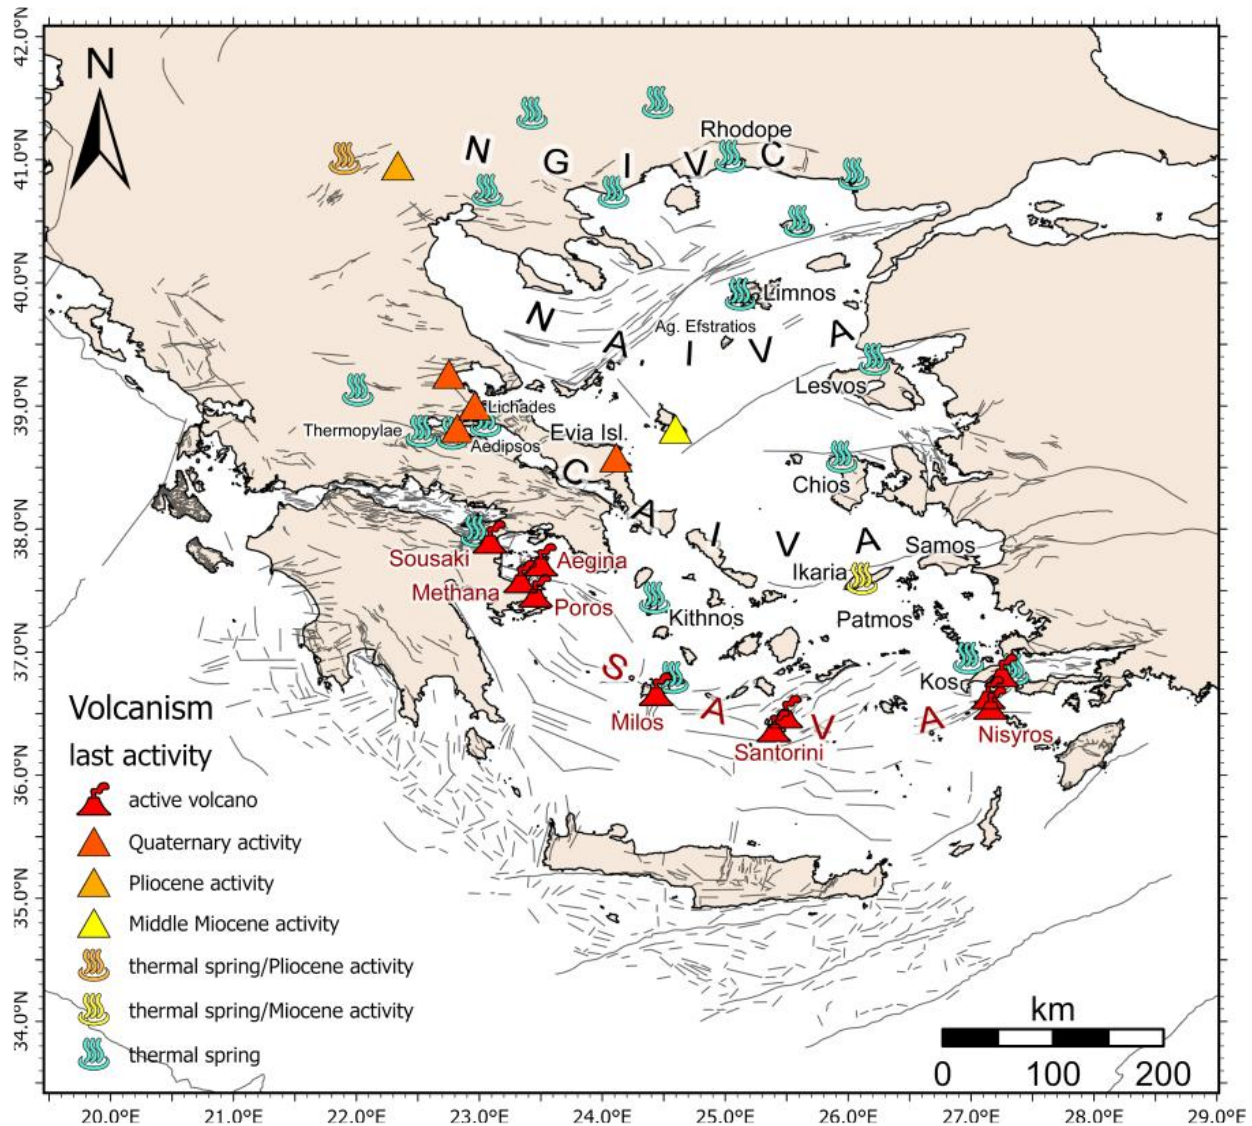 42.0°N
41.0°N
40.0°N
39.0°N
38.0°N
37.0°N
36.0°N
35.0°N
34.0°N
N
Rhodope
N G I V C
Limnos
Ag. Efstratios
N A I V A
Lesvos
Lichades
Thermopylae
Aedipsos
Evia Isl.
Chios
C A I V A
Samos
Sousaki
Aegina
Ikaria
Methana
Poros
Kithnos
Patmos
Kos
Milos
S A V A
Nisyros
Santorini
Volcanism
last activity
active volcano
Quaternary activity
Pliocene activity
Middle Miocene activity
thermal spring/Pliocene activity
thermal spring/Miocene activity
thermal spring
km
0 100 200
20.0°E 21.0°E 22.0°E 23.0°E 24.0°E 25.0°E 26.0°E 27.0°E 28.0°E 29.0°E